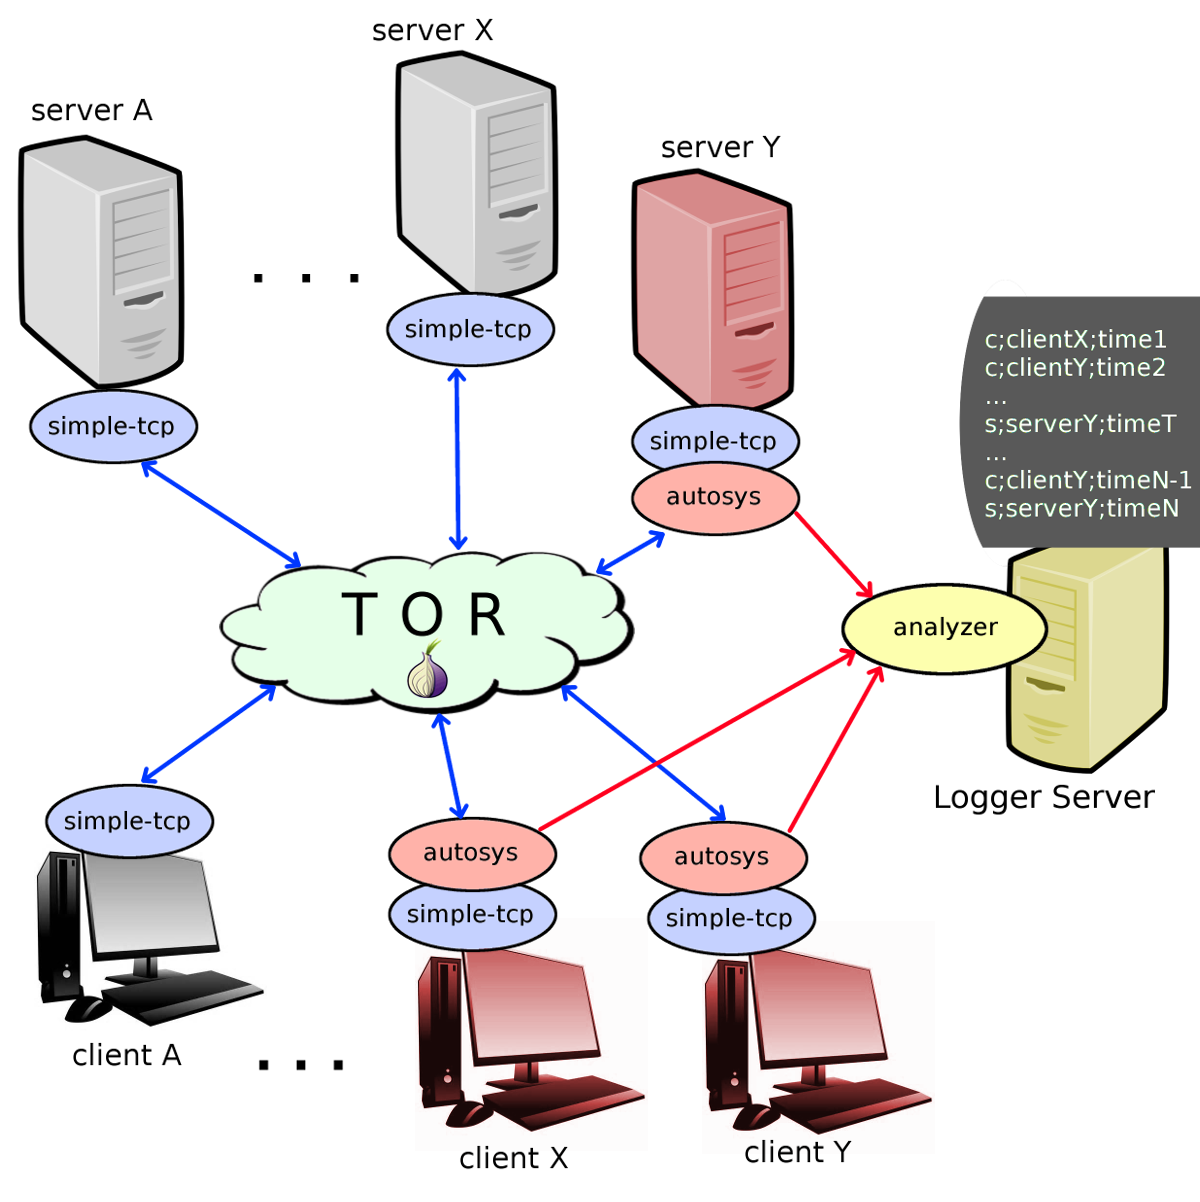 server X
server A
server Y
simple-tcp
c;clientX;time1
c;clientY;time2
...
s;serverY;timeT
...
c;clientY;timeN-1
s;serverY;timeN
simple-tcp
simple-tcp
autosys
T O R
analyzer
Logger Server
simple-tcp
autosys
autosys
simple-tcp
simple-tcp
client A
client X
client Y
. . .
. . .